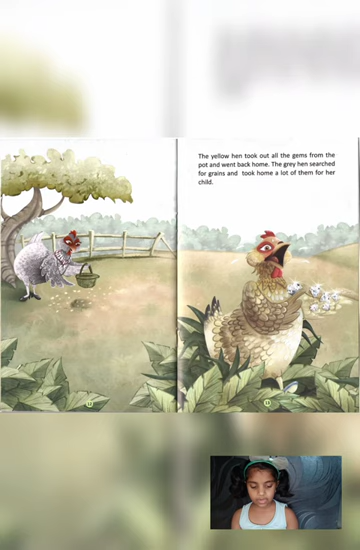 The yellow hen took out all the gems from the
pot and went back home. The grey hen searched
for grains and took home a lot of them for her
child.